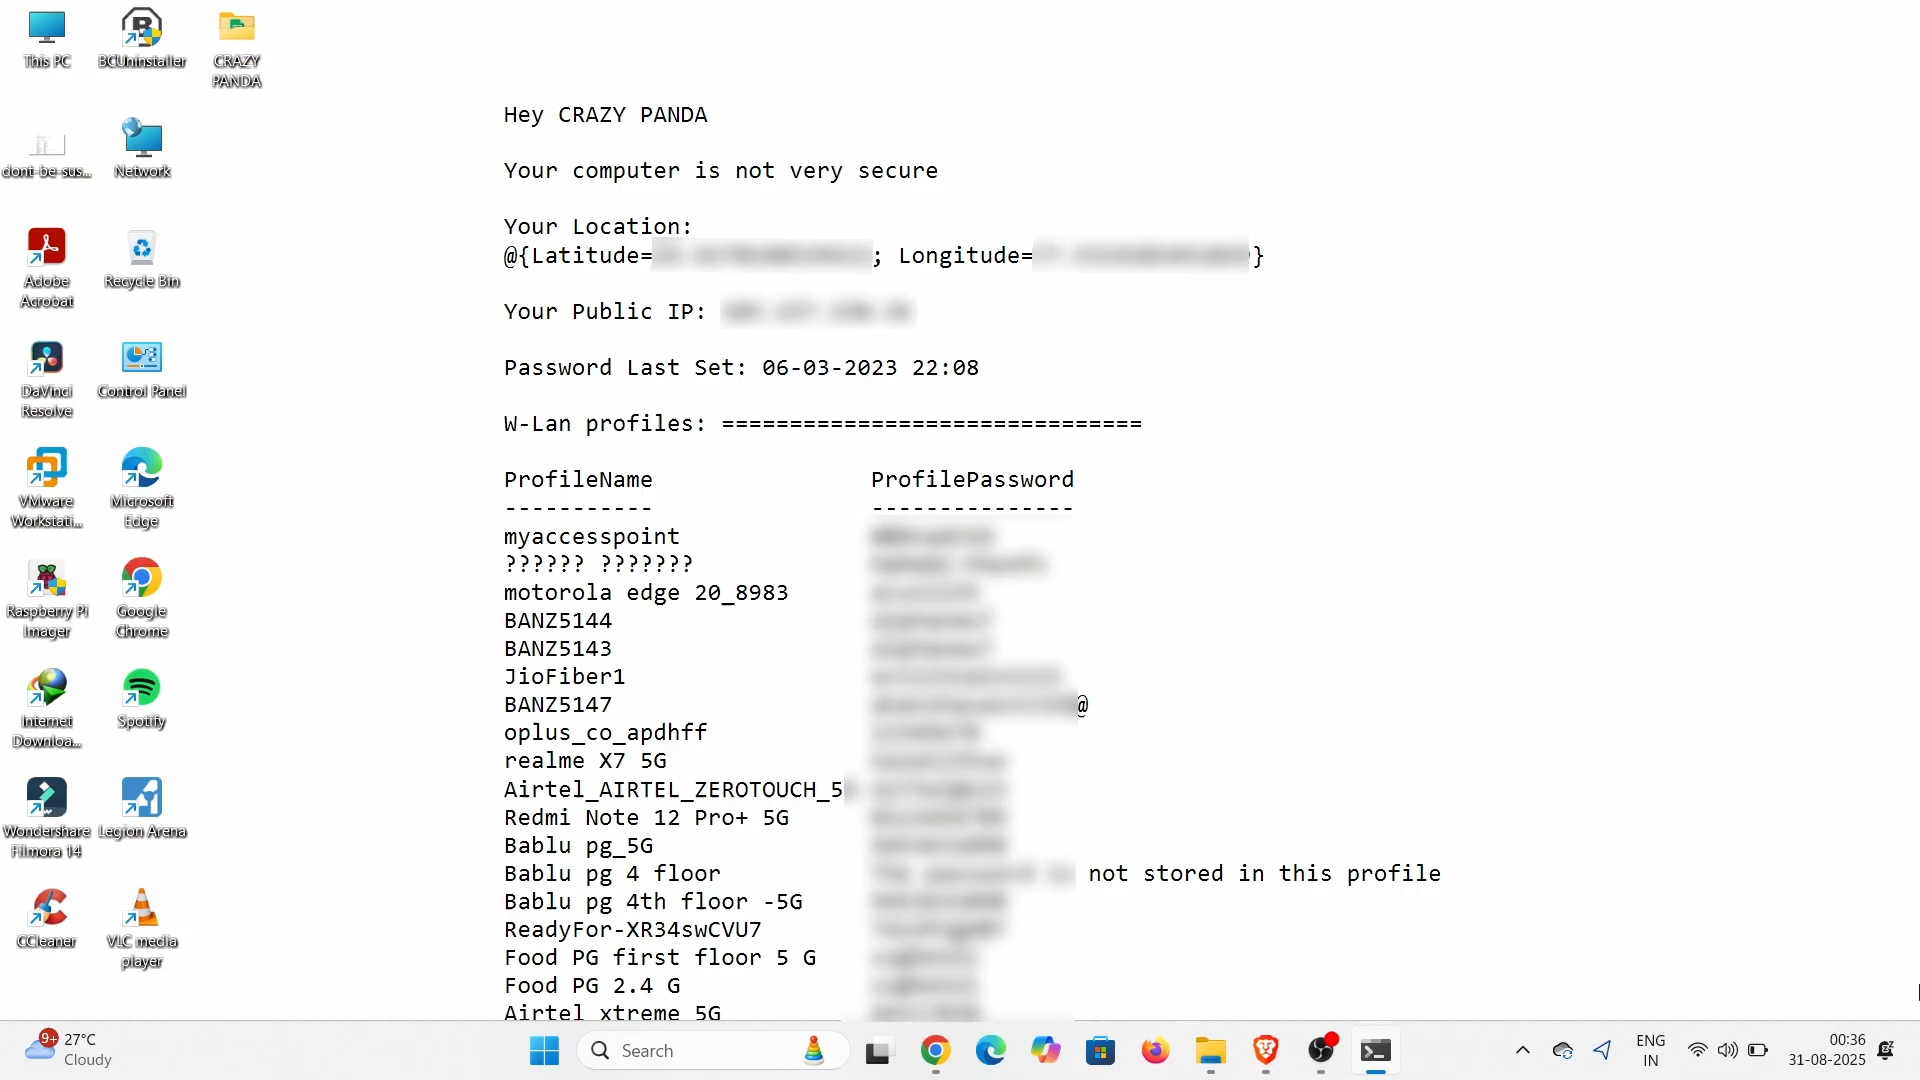 This PC
BCUninstaller
CRAZY
PANDA
dont-be-sus...
Network
Adobe
Acrobat
Recycle Bin
DaVinci
Resolve
Control Panel
VMware
Workstati...
Microsoft
Edge
Raspberry Pi
Imager
Google
Chrome
Internet
Downloa...
Spotify
Wondershare
Filmora 14
Legion Arena
CCleaner
VLC media
player
Hey CRAZY PANDA
Your computer is not very secure
Your Location:
@{Latitude= ; Longitude= }
Your Public IP:
Password Last Set: 06-03-2023 22:08
W-Lan profiles: ===============================
ProfileName ProfilePassword
----------- ---------------
myaccesspoint
?????? ???????
motorola edge 20_8983
BANZ5144
BANZ5143
JioFiber1
BANZ5147 @
oplus_co_apdhff
realme X7 5G
Airtel_AIRTEL_ZEROTOUCH_5
Redmi Note 12 Pro+ 5G
Bablu pg_5G
Bablu pg 4 floor not stored in this profile
Bablu pg 4th floor -5G
ReadyFor-XR34swCVU7
Food PG first floor 5 G
Food PG 2.4 G
Airtel xtreme 5G
9+
27°C
Cloudy
Search
ENG
IN
00:36
31-08-2025